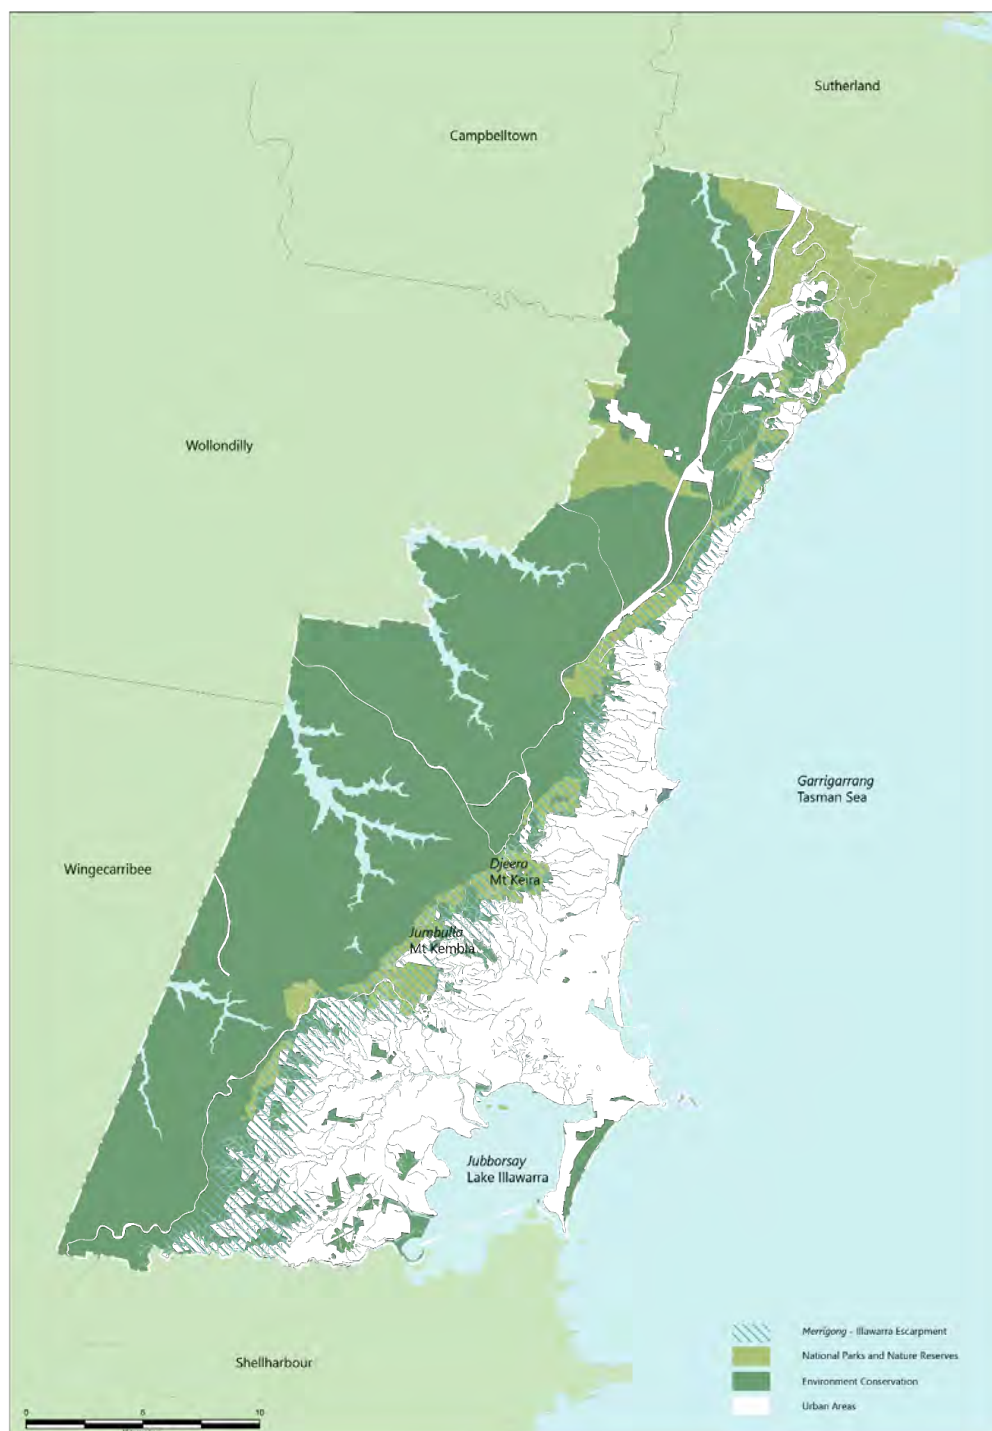 Sutherland
Campbelltown
Wollondilly
Garrigarrang
Tasman Sea
Wingecarribee
Djeera
Mt Keira
Jumbulla
Mt Kembla
Jubborsay
Lake Illawarra
Merrigong - Illawarra Escarpment
National Parks and Nature Reserves
Shellharbour
Environment Conservation
Urban Areas
0 5 10